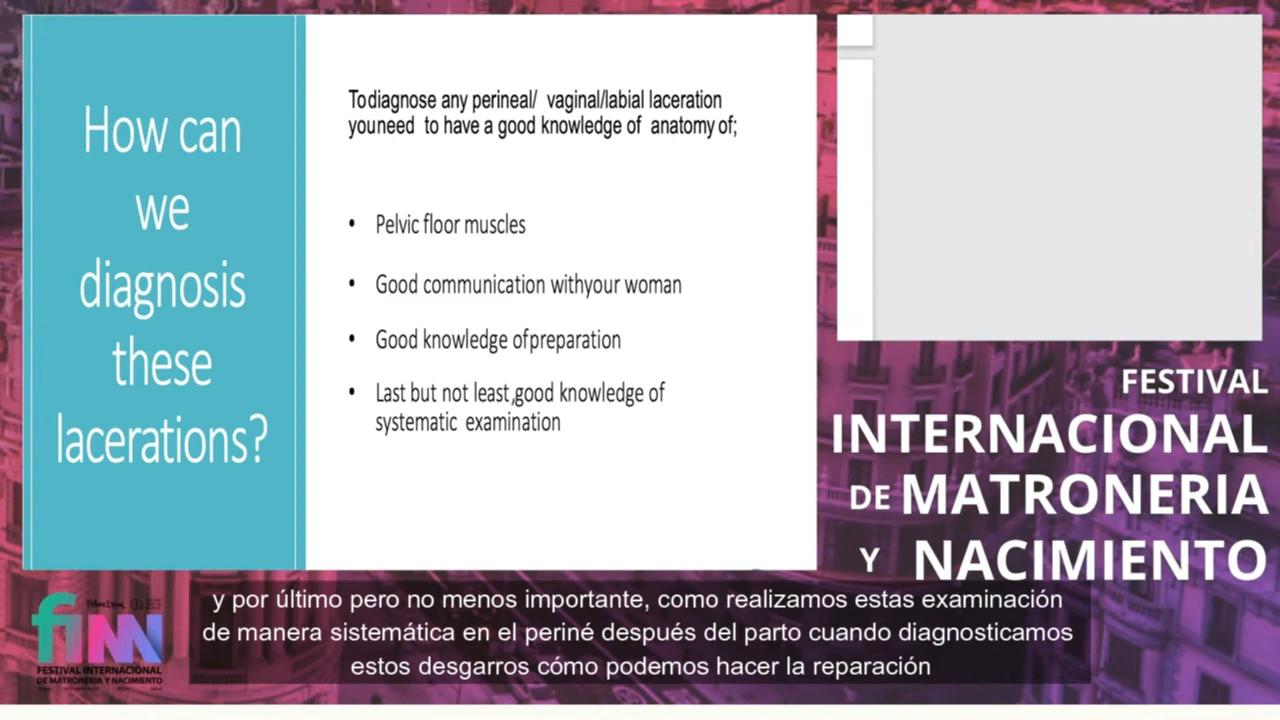 How can
we
diagnosis
these
lacerations?
Todiagnose any perineal/ vaginal/labial laceration
youneed to have a good knowledge of anatomy of;
• Pelvic floor muscles
• Good communication withyour woman
• Good knowledge ofpreparation
• Last but not least,good knowledge of
systematic examination
FESTIVAL
INTERNACIONAL
DE MATRONERIA
Y NACIMIENTO
y por último pero no menos importante, como realizamos estas examinación
de manera sistemática en el periné después del parto cuando diagnosticamos
estos desgarros cómo podemos hacer la reparación
FESTIVAL INTERNACIONAL
DE MATRONERIA Y NACIMIENTO